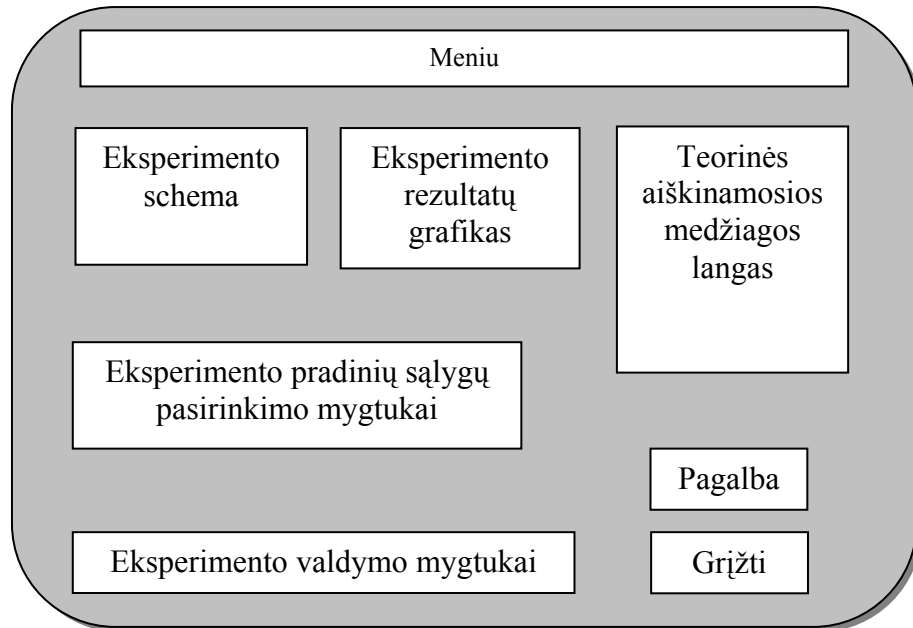 Meniu
Eksperimento
schema
Eksperimento
rezultatų
grafikas
Teorinės
aiškinamosios
medžiagos
langas
Eksperimento pradinių sąlygų
pasirinkimo mygtukai
Pagalba
Eksperimento valdymo mygtukai
Grįžti